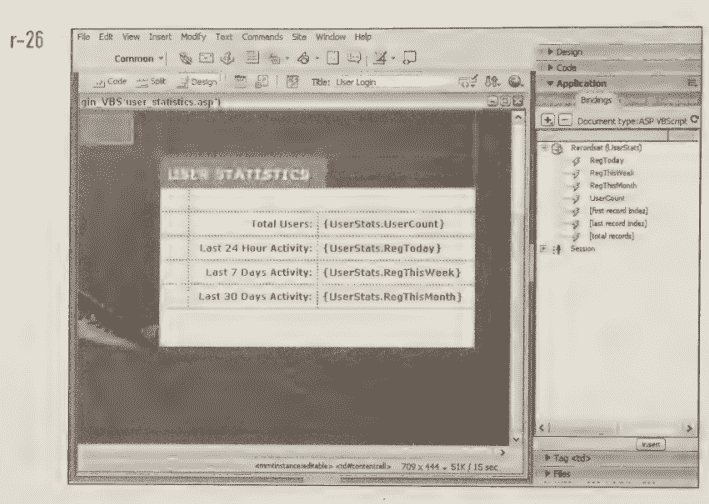 r-26
File Edit View Insert Modify Text Commands Site Window Help
Common
Code Split Design Title: User Login
gin_VBS'user_statistics.asp*)
USER STATISTICS
Total Users: {UserStats.UserCount}
Last 24 Hour Activity: {UserStats.RegToday}
Last 7 Days Activity: {UserStats.RegThisWeek}
Last 30 Days Activity: {UserStats.RegThisMonth}
<mmtinstance:editable> <td#contentcell> 709 x 444 - 51K / 15 sec
Design
Code
Application
Bindings
Document type: ASP VBScript
Recordset (UserStats)
RegToday
RegThisWeek
RegThisMonth
UserCount
[first record index]
[last record index]
[total records]
Session
Insert
Tag <td>
Files